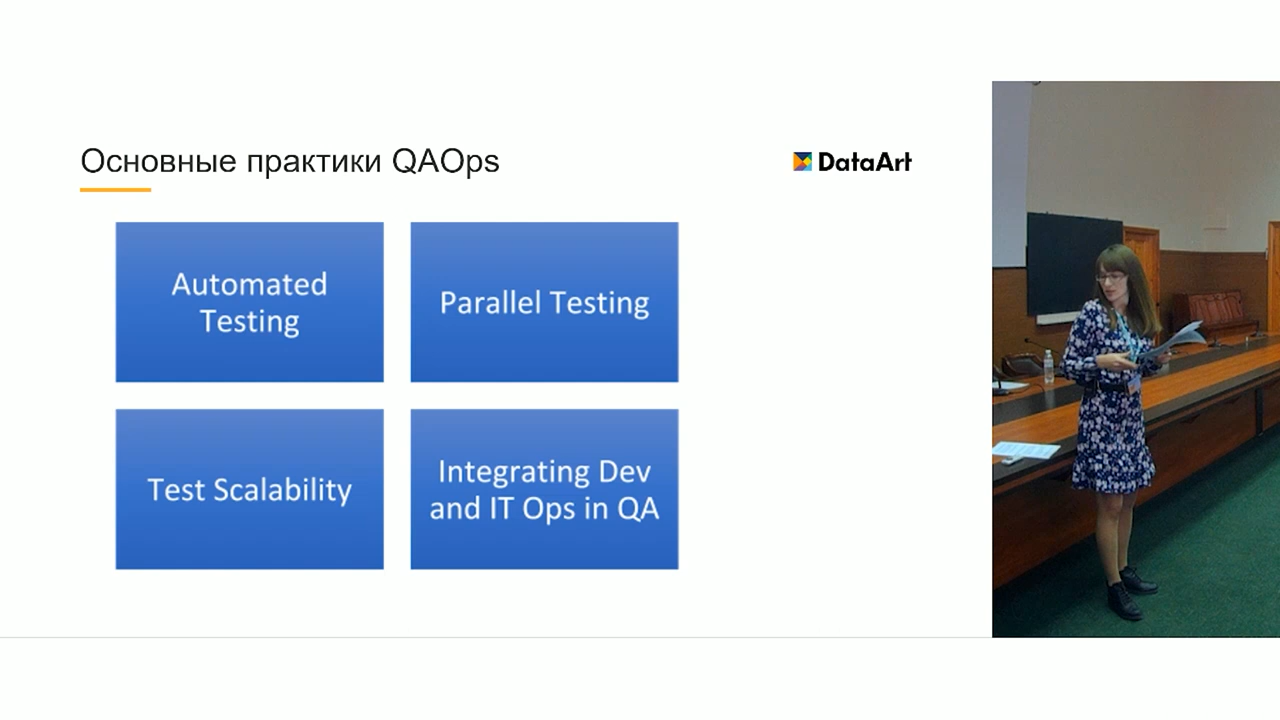 Основные практики QAOps
DataArt
Automated
Testing
Parallel Testing
Test Scalability
Integrating Dev
and IT Ops in QA